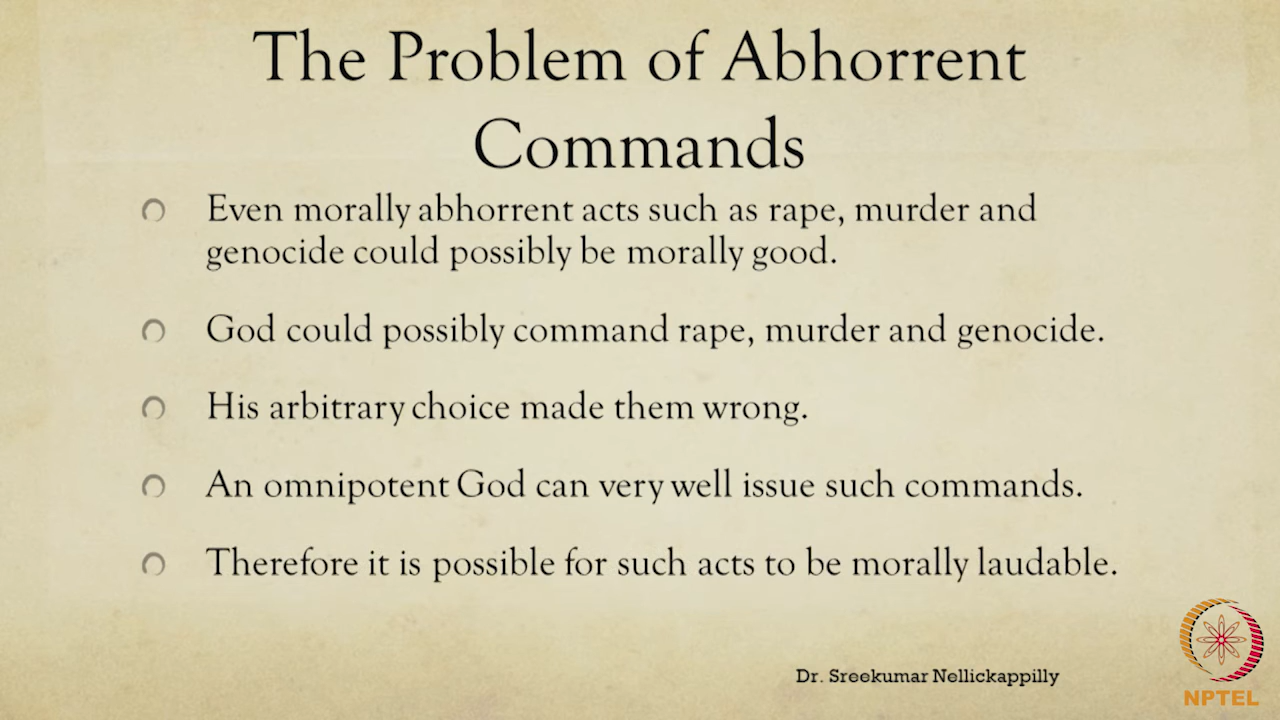 The Problem of Abhorrent
Commands
Even morally abhorrent acts such as rape, murder and
genocide could possibly be morally good.
God could possibly command rape, murder and genocide.
His arbitrary choice made them wrong.
An omnipotent God can very well issue such commands.
Therefore it is possible for such acts to be morally laudable.
Dr. Sreekumar Nellickappilly
NPTEL